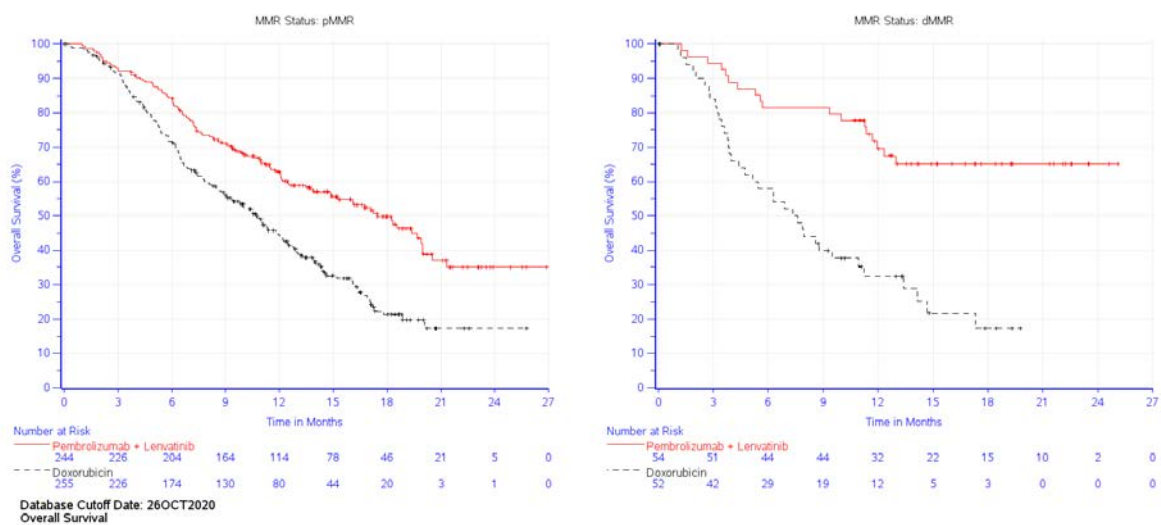 MMR Status: pMMR
100
90
80
70
60
50
40
30
20
10
0
Overall Survival (%)
0 3 6 9 10 12 15 18 21 24 27
Time in Months
Number at Risk
Pembrolizumab + Lenvatinib
244 226 204 164 114 78 46 21 5 0
Doxorubicin
255 226 174 130 80 44 20 3 1 0
MMR Status: dMMR
100
90
80
70
60
50
40
30
20
10
0
Overall Survival (%)
0 3 6 9 12 15 18 21 24 27
Time in Months
Number at Risk
Pembrolizumab + Lenvatinib
54 51 44 44 32 22 15 10 2 0
Doxorubicin
52 42 29 19 12 5 3 0 0 0
Database Cutoff Date: 26OCT2020
Overall Survival